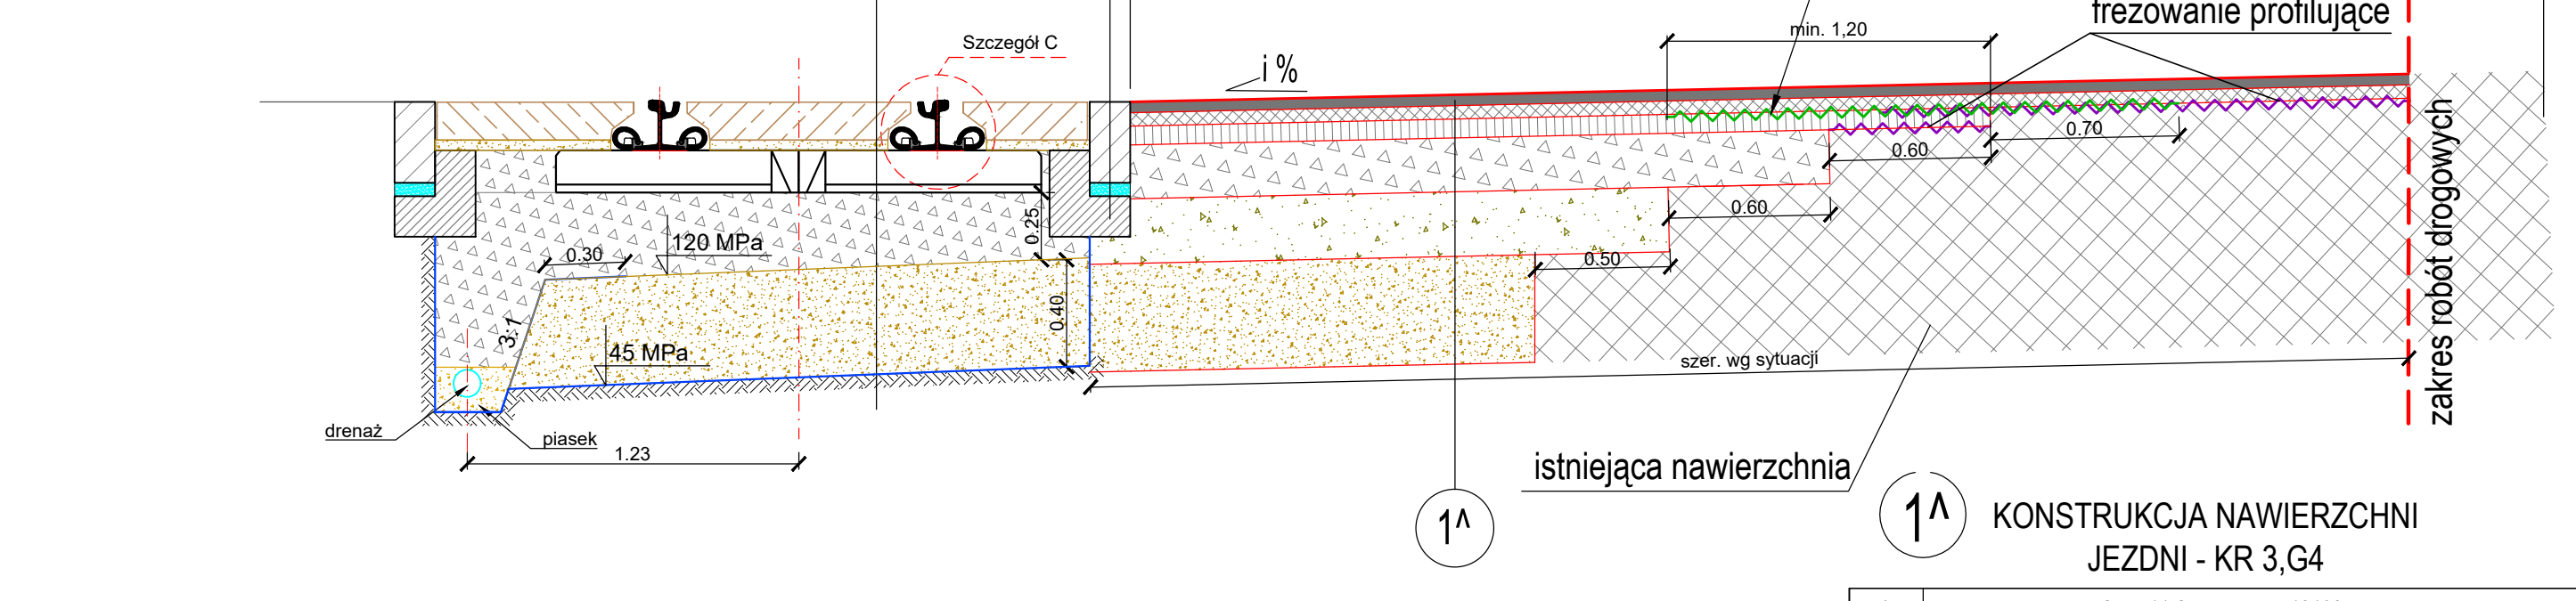 frezowanie profilujące
min. 1,20
Szczegół C
i %
0.70
0.60
zakres robót drogowych
0.60
0.25
120 MPa
0.30
0.50
0.40
3:1
45 MPa
szer. wg sytuacji
drenaż
piasek
1.23
istniejąca nawierzchnia
1^
1^
KONSTRUKCJA NAWIERZCHNI
JEZDNI - KR 3,G4